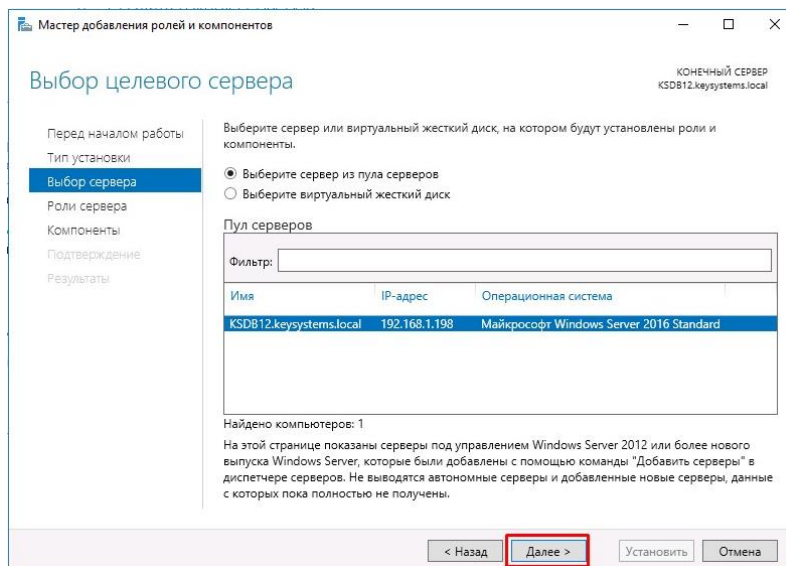 Мастер добавления ролей и компонентов
Выбор целевого сервера
КОНЕЧНЫЙ СЕРВЕР
KSDB12.keysystems.local
Перед началом работы
Тип установки
Выбор сервера
Роли сервера
Компоненты
Подтверждение
Результаты
Выберите сервер или виртуальный жесткий диск, на котором будут установлены роли и
компоненты.
Выберите сервер из пула серверов
Выберите виртуальный жесткий диск
Пул серверов
Фильтр:
Имя IP-адрес Операционная система
KSDB12.keysystems.local 192.168.1.198 Майкрософт Windows Server 2016 Standard
Найдено компьютеров: 1
На этой странице показаны серверы под управлением Windows Server 2012 или более нового
выпуска Windows Server, которые были добавлены с помощью команды "Добавить серверы" в
диспетчере серверов. Не выводятся автономные серверы и добавленные новые серверы, данные
с которых пока полностью не получены.
< Назад Далее > Установить Отмена